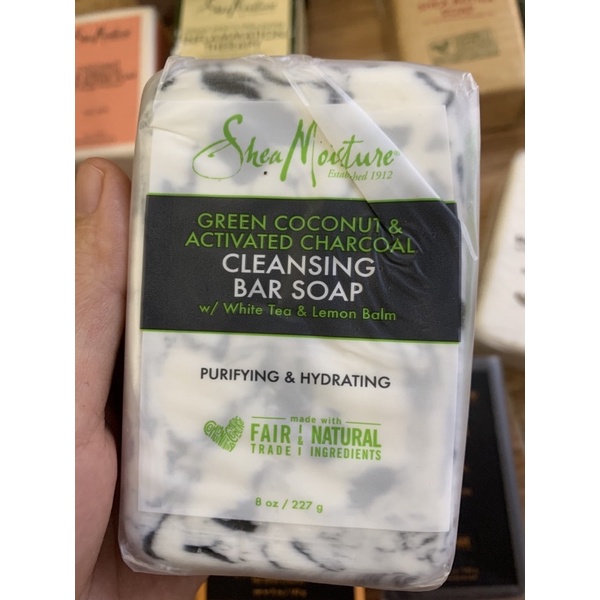 SheaMoisture
Established 1912
GREEN COCONUT &
ACTIVATED CHARCOAL
CLEANSING
BAR SOAP
w/ White Tea & Lemon Balm
PURIFYING & HYDRATING
made with
FAIR & NATURAL
TRADE INGREDIENTS
8 oz / 227 g